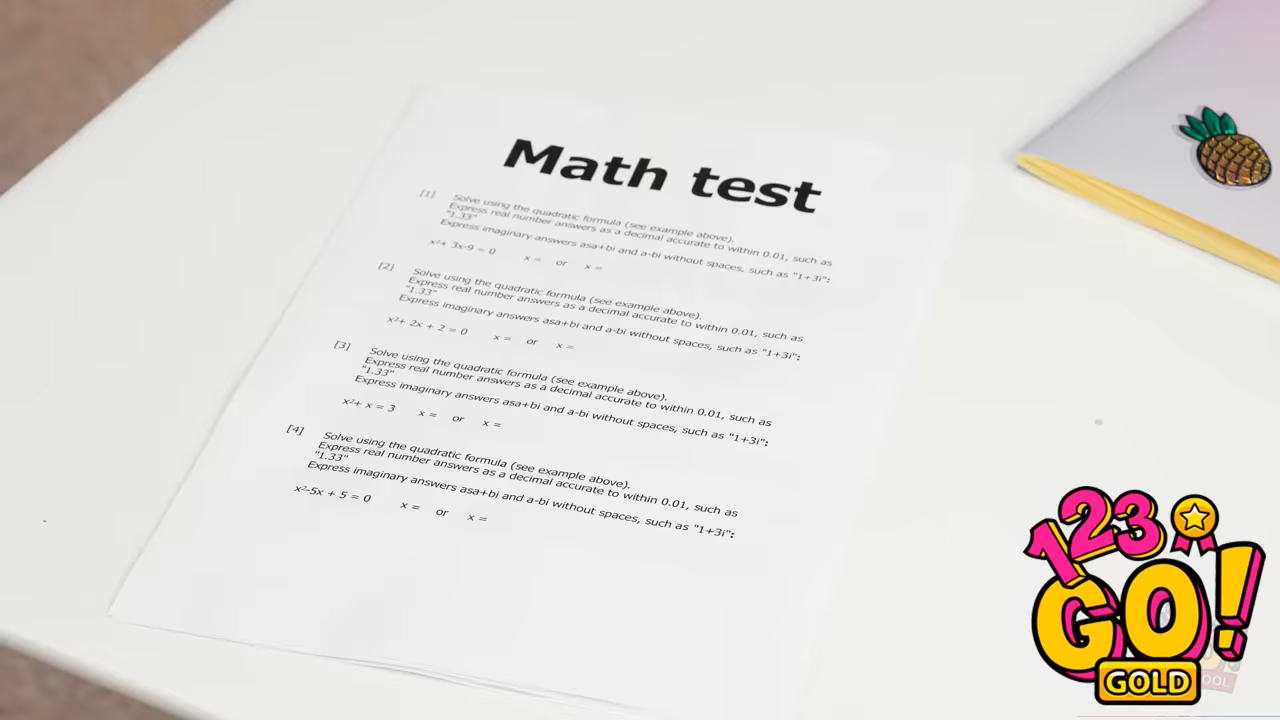 Math test
[1] Solve using the quadratic formula (see example above).
Express real number answers as a decimal accurate to within 0.01, such as
"1.33"
Express imaginary answers asa+bi and a-bi without spaces, such as "1+3i":
x²+ 3x-9 = 0 x = or x =
[2] Solve using the quadratic formula (see example above).
Express real number answers as a decimal accurate to within 0.01, such as
"1.33"
Express imaginary answers asa+bi and a-bi without spaces, such as "1+3i":
x²+ 2x + 2 = 0 x = or x =
[3] Solve using the quadratic formula (see example above).
Express real number answers as a decimal accurate to within 0.01, such as
"1.33"
Express imaginary answers asa+bi and a-bi without spaces, such as "1+3i":
x²+ x = 3 x = or x =
[4] Solve using the quadratic formula (see example above).
Express real number answers as a decimal accurate to within 0.01, such as
"1.33"
Express imaginary answers asa+bi and a-bi without spaces, such as "1+3i":
x²-5x + 5 = 0 x = or x =
123
GO!
GOLD